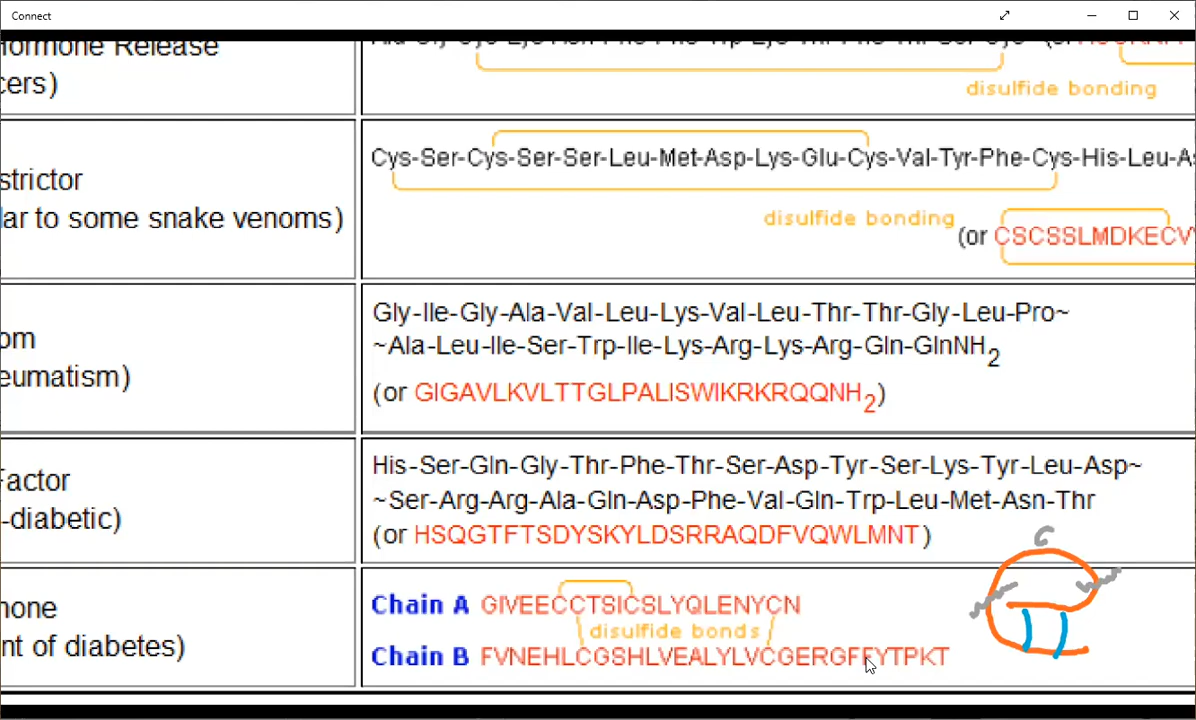 Connect
Hormone Release
cers)
disulfide bonding
Cys-Ser-Cys-Ser-Ser-Leu-Met-Asp-Lys-Glu-Cys-Val-Tyr-Phe-Cys-His-Leu-As
strictor
lar to some snake venoms)
disulfide bonding
(or CSCSSLMDKECVY
Gly-Ile-Gly-Ala-Val-Leu-Lys-Val-Leu-Thr-Thr-Gly-Leu-Pro~
~Ala-Leu-Ile-Ser-Trp-Ile-Lys-Arg-Lys-Arg-Gln-GlnNH2
om
eumatism)
(or GIGAVLKVLTTGLPALISWIKRKRQQNH2)
His-Ser-Gln-Gly-Thr-Phe-Thr-Ser-Asp-Tyr-Ser-Lys-Tyr-Leu-Asp~
Factor
~Ser-Arg-Arg-Ala-Gln-Asp-Phe-Val-Gln-Trp-Leu-Met-Asn-Thr
-diabetic)
(or HSQGTFTSDYSKYLDSRRAQDFVQWLMNT)
mone
Chain A GIVEECCTSICSLYQLENYCN
disulfide bonds
nt of diabetes)
Chain B FVNEHLCGSHLVEALYLVCGERGFFYTPKT